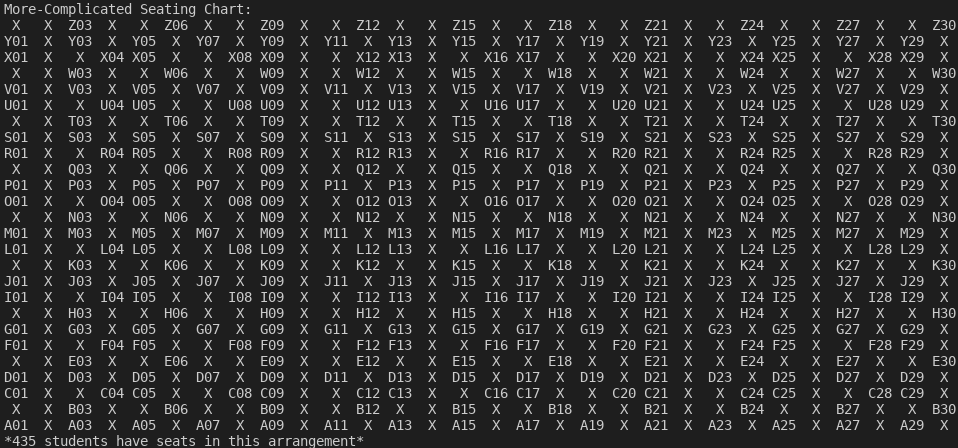 More-Complicated Seating Chart:
X X Z03 X X Z06 X X Z09 X X Z12 X X Z15 X X Z18 X X Z21 X X Z24 X X Z27 X X Z30
Y01 X Y03 X Y05 X Y07 X Y09 X Y11 X Y13 X Y15 X Y17 X Y19 X Y21 X Y23 X Y25 X Y27 X Y29 X
X01 X X X04 X05 X X X08 X09 X X X12 X13 X X X16 X17 X X X20 X21 X X X24 X25 X X X28 X29 X
X X W03 X X W06 X X W09 X X W12 X X W15 X X W18 X X W21 X X W24 X X W27 X X W30
V01 X V03 X V05 X V07 X V09 X V11 X V13 X V15 X V17 X V19 X V21 X V23 X V25 X V27 X V29 X
U01 X X U04 U05 X X U08 U09 X X U12 U13 X X U16 U17 X X U20 U21 X X U24 U25 X X U28 U29 X
X X T03 X X T06 X X T09 X X T12 X X T15 X X T18 X X T21 X X T24 X X T27 X X T30
S01 X S03 X S05 X S07 X S09 X S11 X S13 X S15 X S17 X S19 X S21 X S23 X S25 X S27 X S29 X
R01 X X R04 R05 X X R08 R09 X X R12 R13 X X R16 R17 X X R20 R21 X X R24 R25 X X R28 R29 X
X X Q03 X X Q06 X X Q09 X X Q12 X X Q15 X X Q18 X X Q21 X X Q24 X X Q27 X X Q30
P01 X P03 X P05 X P07 X P09 X P11 X P13 X P15 X P17 X P19 X P21 X P23 X P25 X P27 X P29 X
O01 X X O04 O05 X X O08 O09 X X O12 O13 X X O16 O17 X X O20 O21 X X O24 O25 X X O28 O29 X
X X N03 X X N06 X X N09 X X N12 X X N15 X X N18 X X N21 X X N24 X X N27 X X N30
M01 X M03 X M05 X M07 X M09 X M11 X M13 X M15 X M17 X M19 X M21 X M23 X M25 X M27 X M29 X
L01 X X L04 L05 X X L08 L09 X X L12 L13 X X L16 L17 X X L20 L21 X X L24 L25 X X L28 L29 X
X X K03 X X K06 X X K09 X X K12 X X K15 X X K18 X X K21 X X K24 X X K27 X X K30
J01 X J03 X J05 X J07 X J09 X J11 X J13 X J15 X J17 X J19 X J21 X J23 X J25 X J27 X J29 X
I01 X X I04 I05 X X I08 I09 X X I12 I13 X X I16 I17 X X I20 I21 X X I24 I25 X X I28 I29 X
X X H03 X X H06 X X H09 X X H12 X X H15 X X H18 X X H21 X X H24 X X H27 X X H30
G01 X G03 X G05 X G07 X G09 X G11 X G13 X G15 X G17 X G19 X G21 X G23 X G25 X G27 X G29 X
F01 X X F04 F05 X X F08 F09 X X F12 F13 X X F16 F17 X X F20 F21 X X F24 F25 X X F28 F29 X
X X E03 X X E06 X X E09 X X E12 X X E15 X X E18 X X E21 X X E24 X X E27 X X E30
D01 X D03 X D05 X D07 X D09 X D11 X D13 X D15 X D17 X D19 X D21 X D23 X D25 X D27 X D29 X
C01 X X C04 C05 X X C08 C09 X X C12 C13 X X C16 C17 X X C20 C21 X X C24 C25 X X C28 C29 X
X X B03 X X B06 X X B09 X X B12 X X B15 X X B18 X X B21 X X B24 X X B27 X X B30
A01 X A03 X A05 X A07 X A09 X A11 X A13 X A15 X A17 X A19 X A21 X A23 X A25 X A27 X A29 X
*435 students have seats in this arrangement*